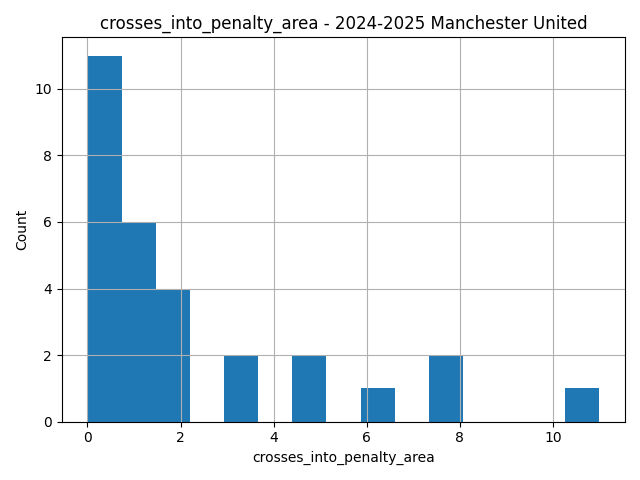 crosses_into_penalty_area - 2024-2025 Manchester United
10
8
6
4
2
0
Count
0 2 4 6 8 10
crosses_into_penalty_area